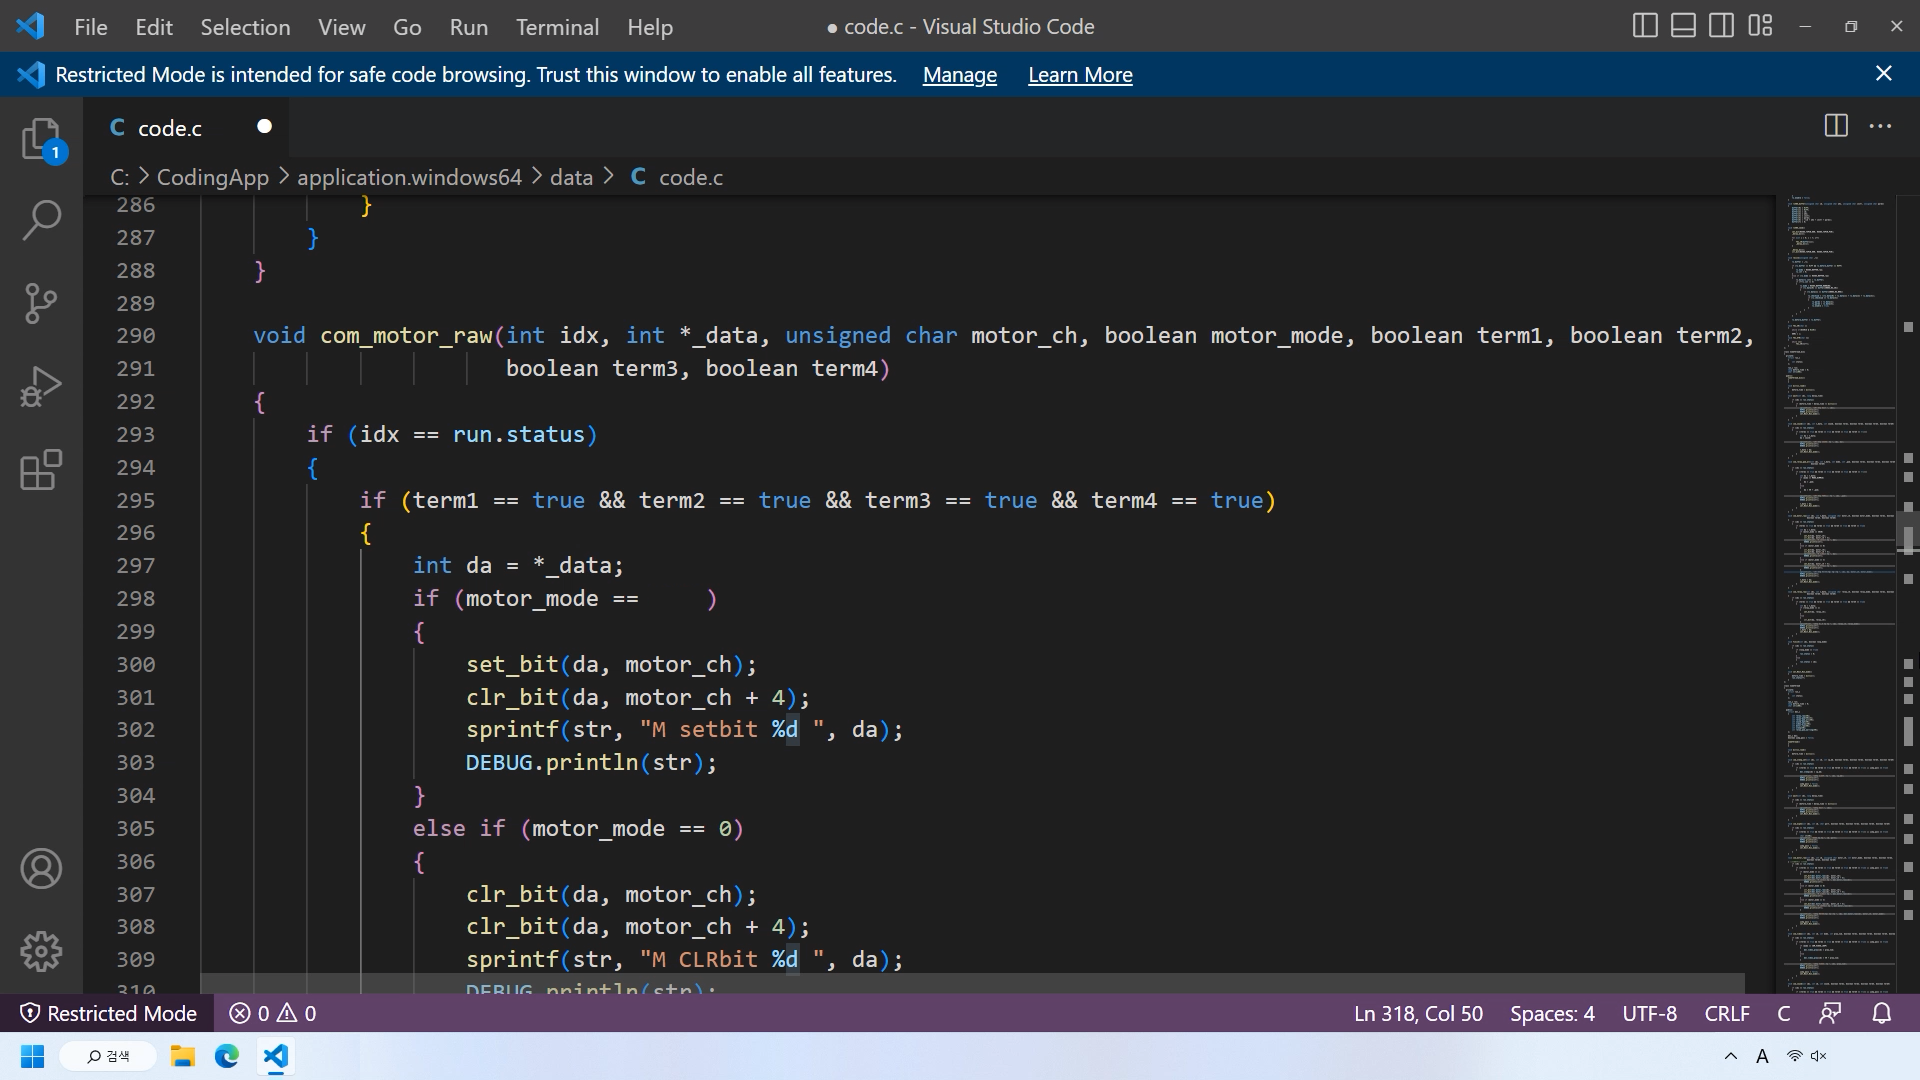 File Edit Selection View Go Run Terminal Help ● code.c - Visual Studio Code
Restricted Mode is intended for safe code browsing. Trust this window to enable all features. Manage Learn More
1
C code.c
C: > CodingApp > application.windows64 > data > C code.c
286 }
287 }
288 }
289
290 void com_motor_raw(int idx, int *_data, unsigned char motor_ch, boolean motor_mode, boolean term1, boolean term2,
291 boolean term3, boolean term4)
292 {
293 if (idx == run.status)
294 {
295 if (term1 == true && term2 == true && term3 == true && term4 == true)
296 {
297 int da = *_data;
298 if (motor_mode == )
299 {
300 set_bit(da, motor_ch);
301 clr_bit(da, motor_ch + 4);
302 sprintf(str, "M setbit %d ", da);
303 DEBUG.println(str);
304 }
305 else if (motor_mode == 0)
306 {
307 clr_bit(da, motor_ch);
308 clr_bit(da, motor_ch + 4);
309 sprintf(str, "M CLRbit %d ", da);
310 DEBUG.println(str);
Restricted Mode 0 0 Ln 318, Col 50 Spaces: 4 UTF-8 CRLF C
검색 A